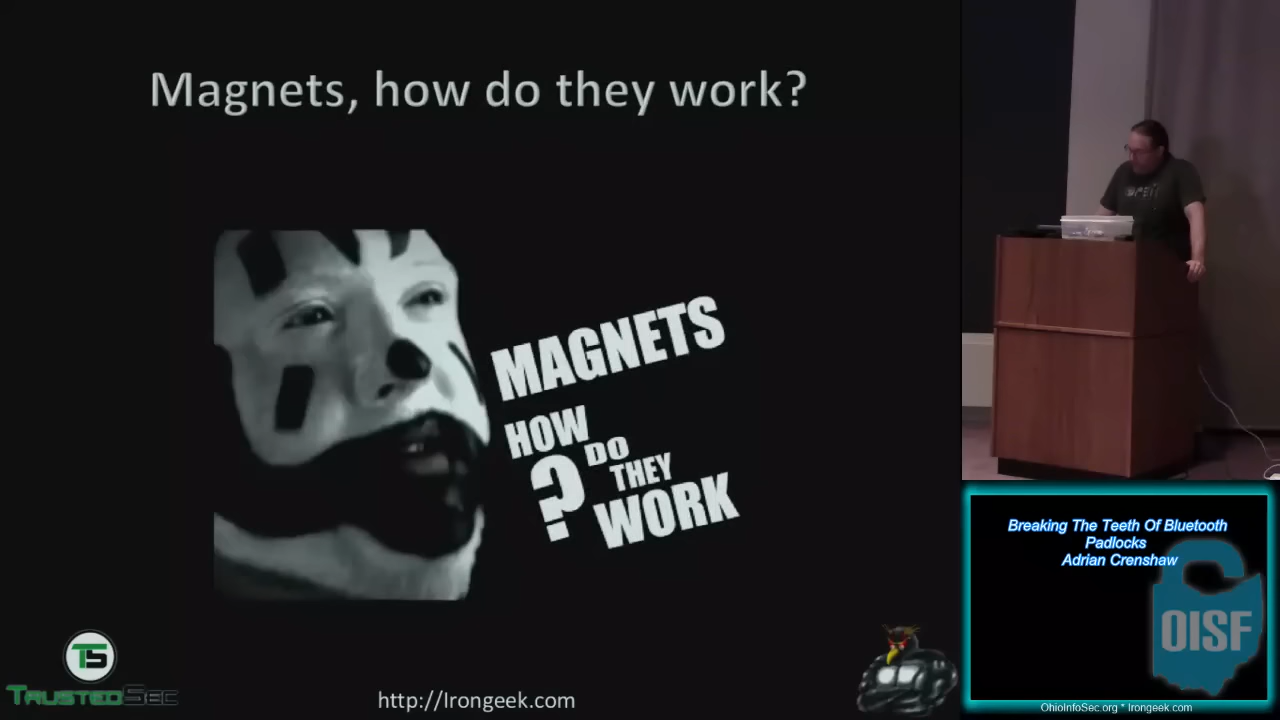 Magnets, how do they work?
MAGNETS
HOW
DO
THEY
?
WORK
TS
TRUSTEDSEC
http://Irongeek.com
Breaking The Teeth Of Bluetooth
Padlocks
Adrian Crenshaw
OISF
OhioInfoSec.org * Irongeek.com